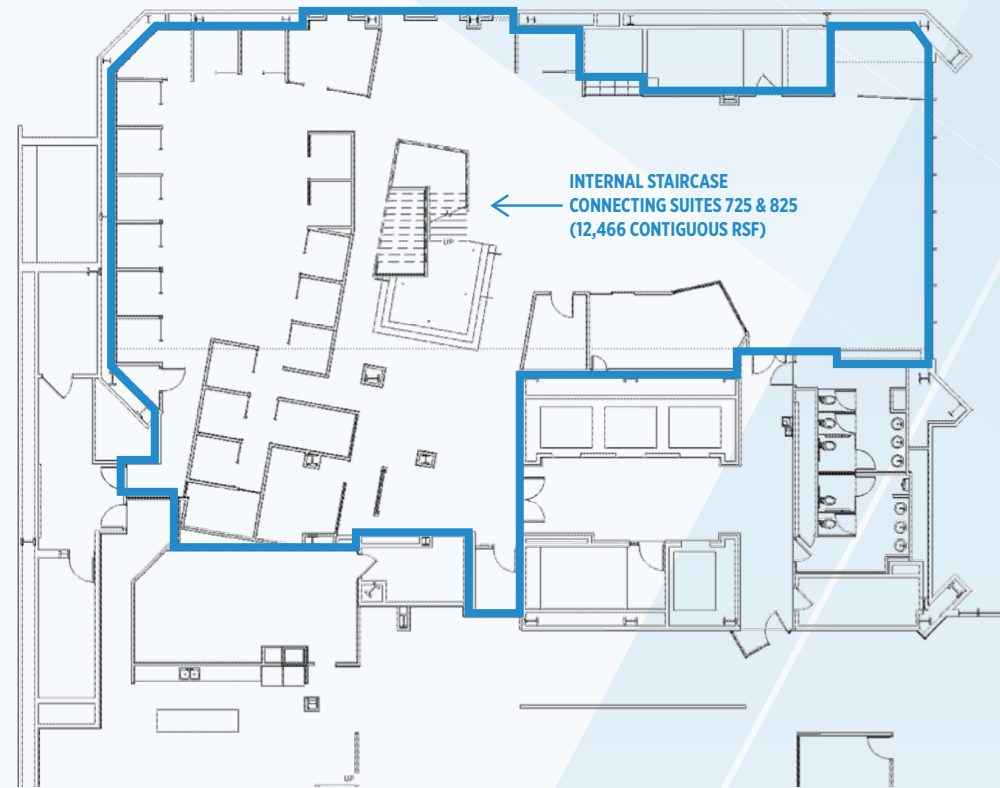 INTERNAL STAIRCASE
CONNECTING SUITES 725 & 825
(12,466 CONTIGUOUS RSF)
UP
UP